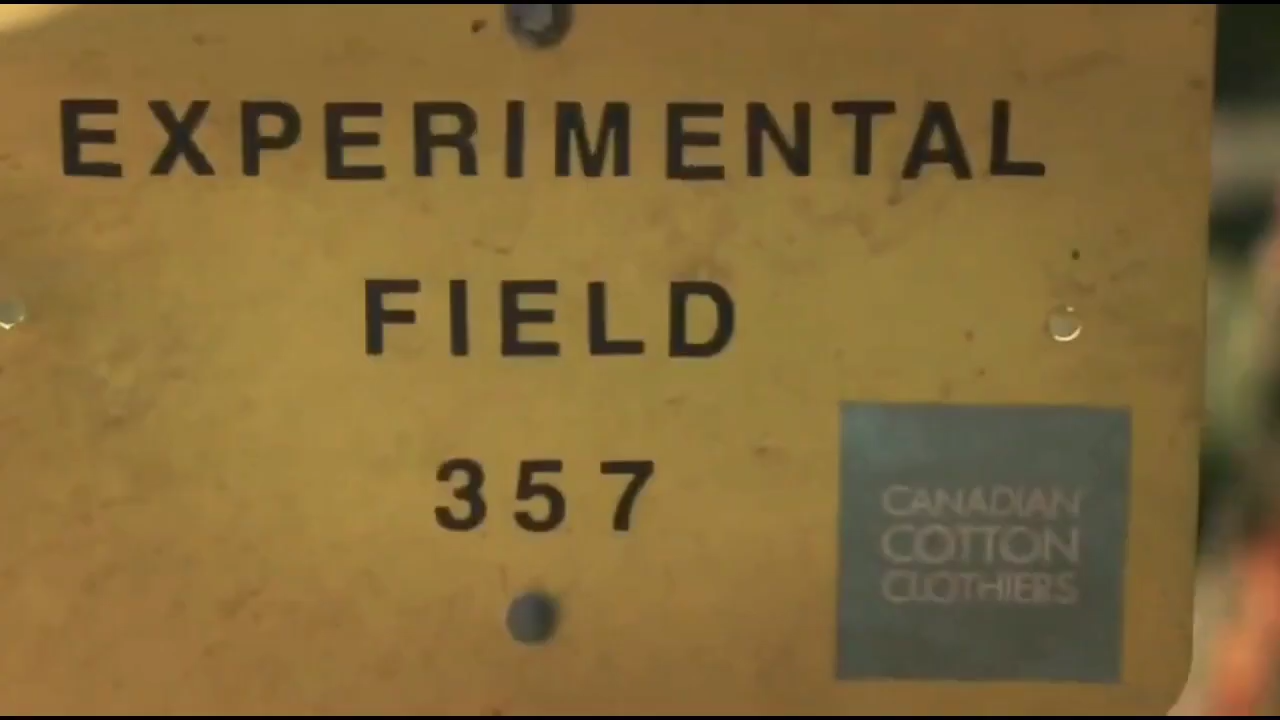 EXPERIMENTAL
FIELD
357
CANADIAN
COTTON
CLOTHIERS